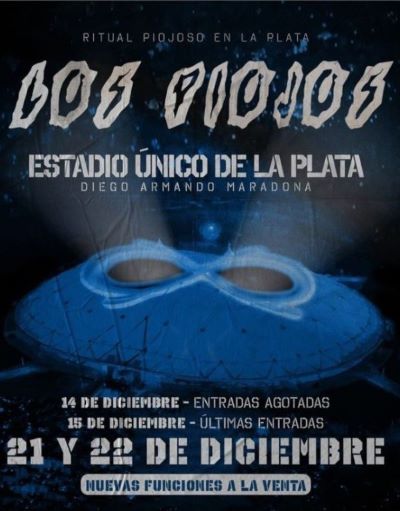 RITUAL PIOJOSO EN LA PLATA
LOS PIOJOS
ESTADIO ÚNICO DE LA PLATA
DIEGO ARMANDO MARADONA
14 DE DICIEMBRE - ENTRADAS AGOTADAS
15 DE DICIEMBRE - ÚLTIMAS ENTRADAS
21 Y 22 DE DICIEMBRE
NUEVAS FUNCIONES A LA VENTA